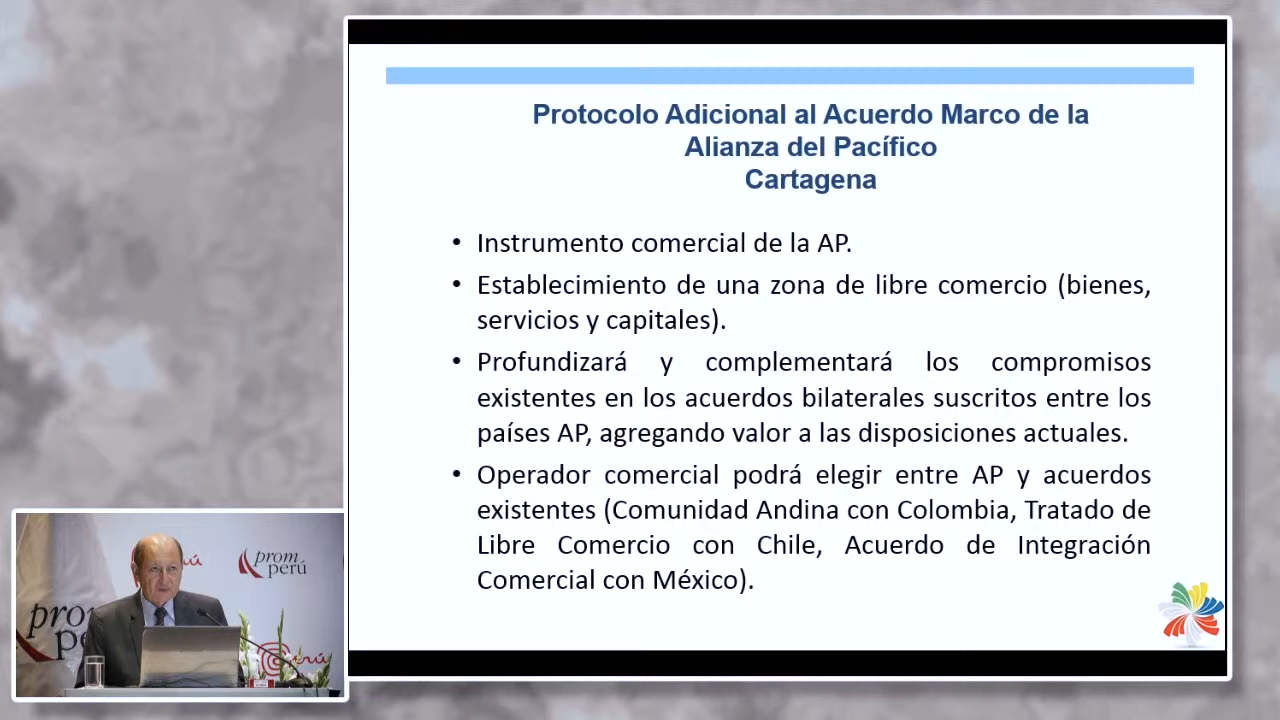 Protocolo Adicional al Acuerdo Marco de la
Alianza del Pacífico
Cartagena
• Instrumento comercial de la AP.
• Establecimiento de una zona de libre comercio (bienes,
servicios y capitales).
• Profundizará y complementará los compromisos
existentes en los acuerdos bilaterales suscritos entre los
países AP, agregando valor a las disposiciones actuales.
• Operador comercial podrá elegir entre AP y acuerdos
existentes (Comunidad Andina con Colombia, Tratado de
Libre Comercio con Chile, Acuerdo de Integración
Comercial con México).
prom
perú